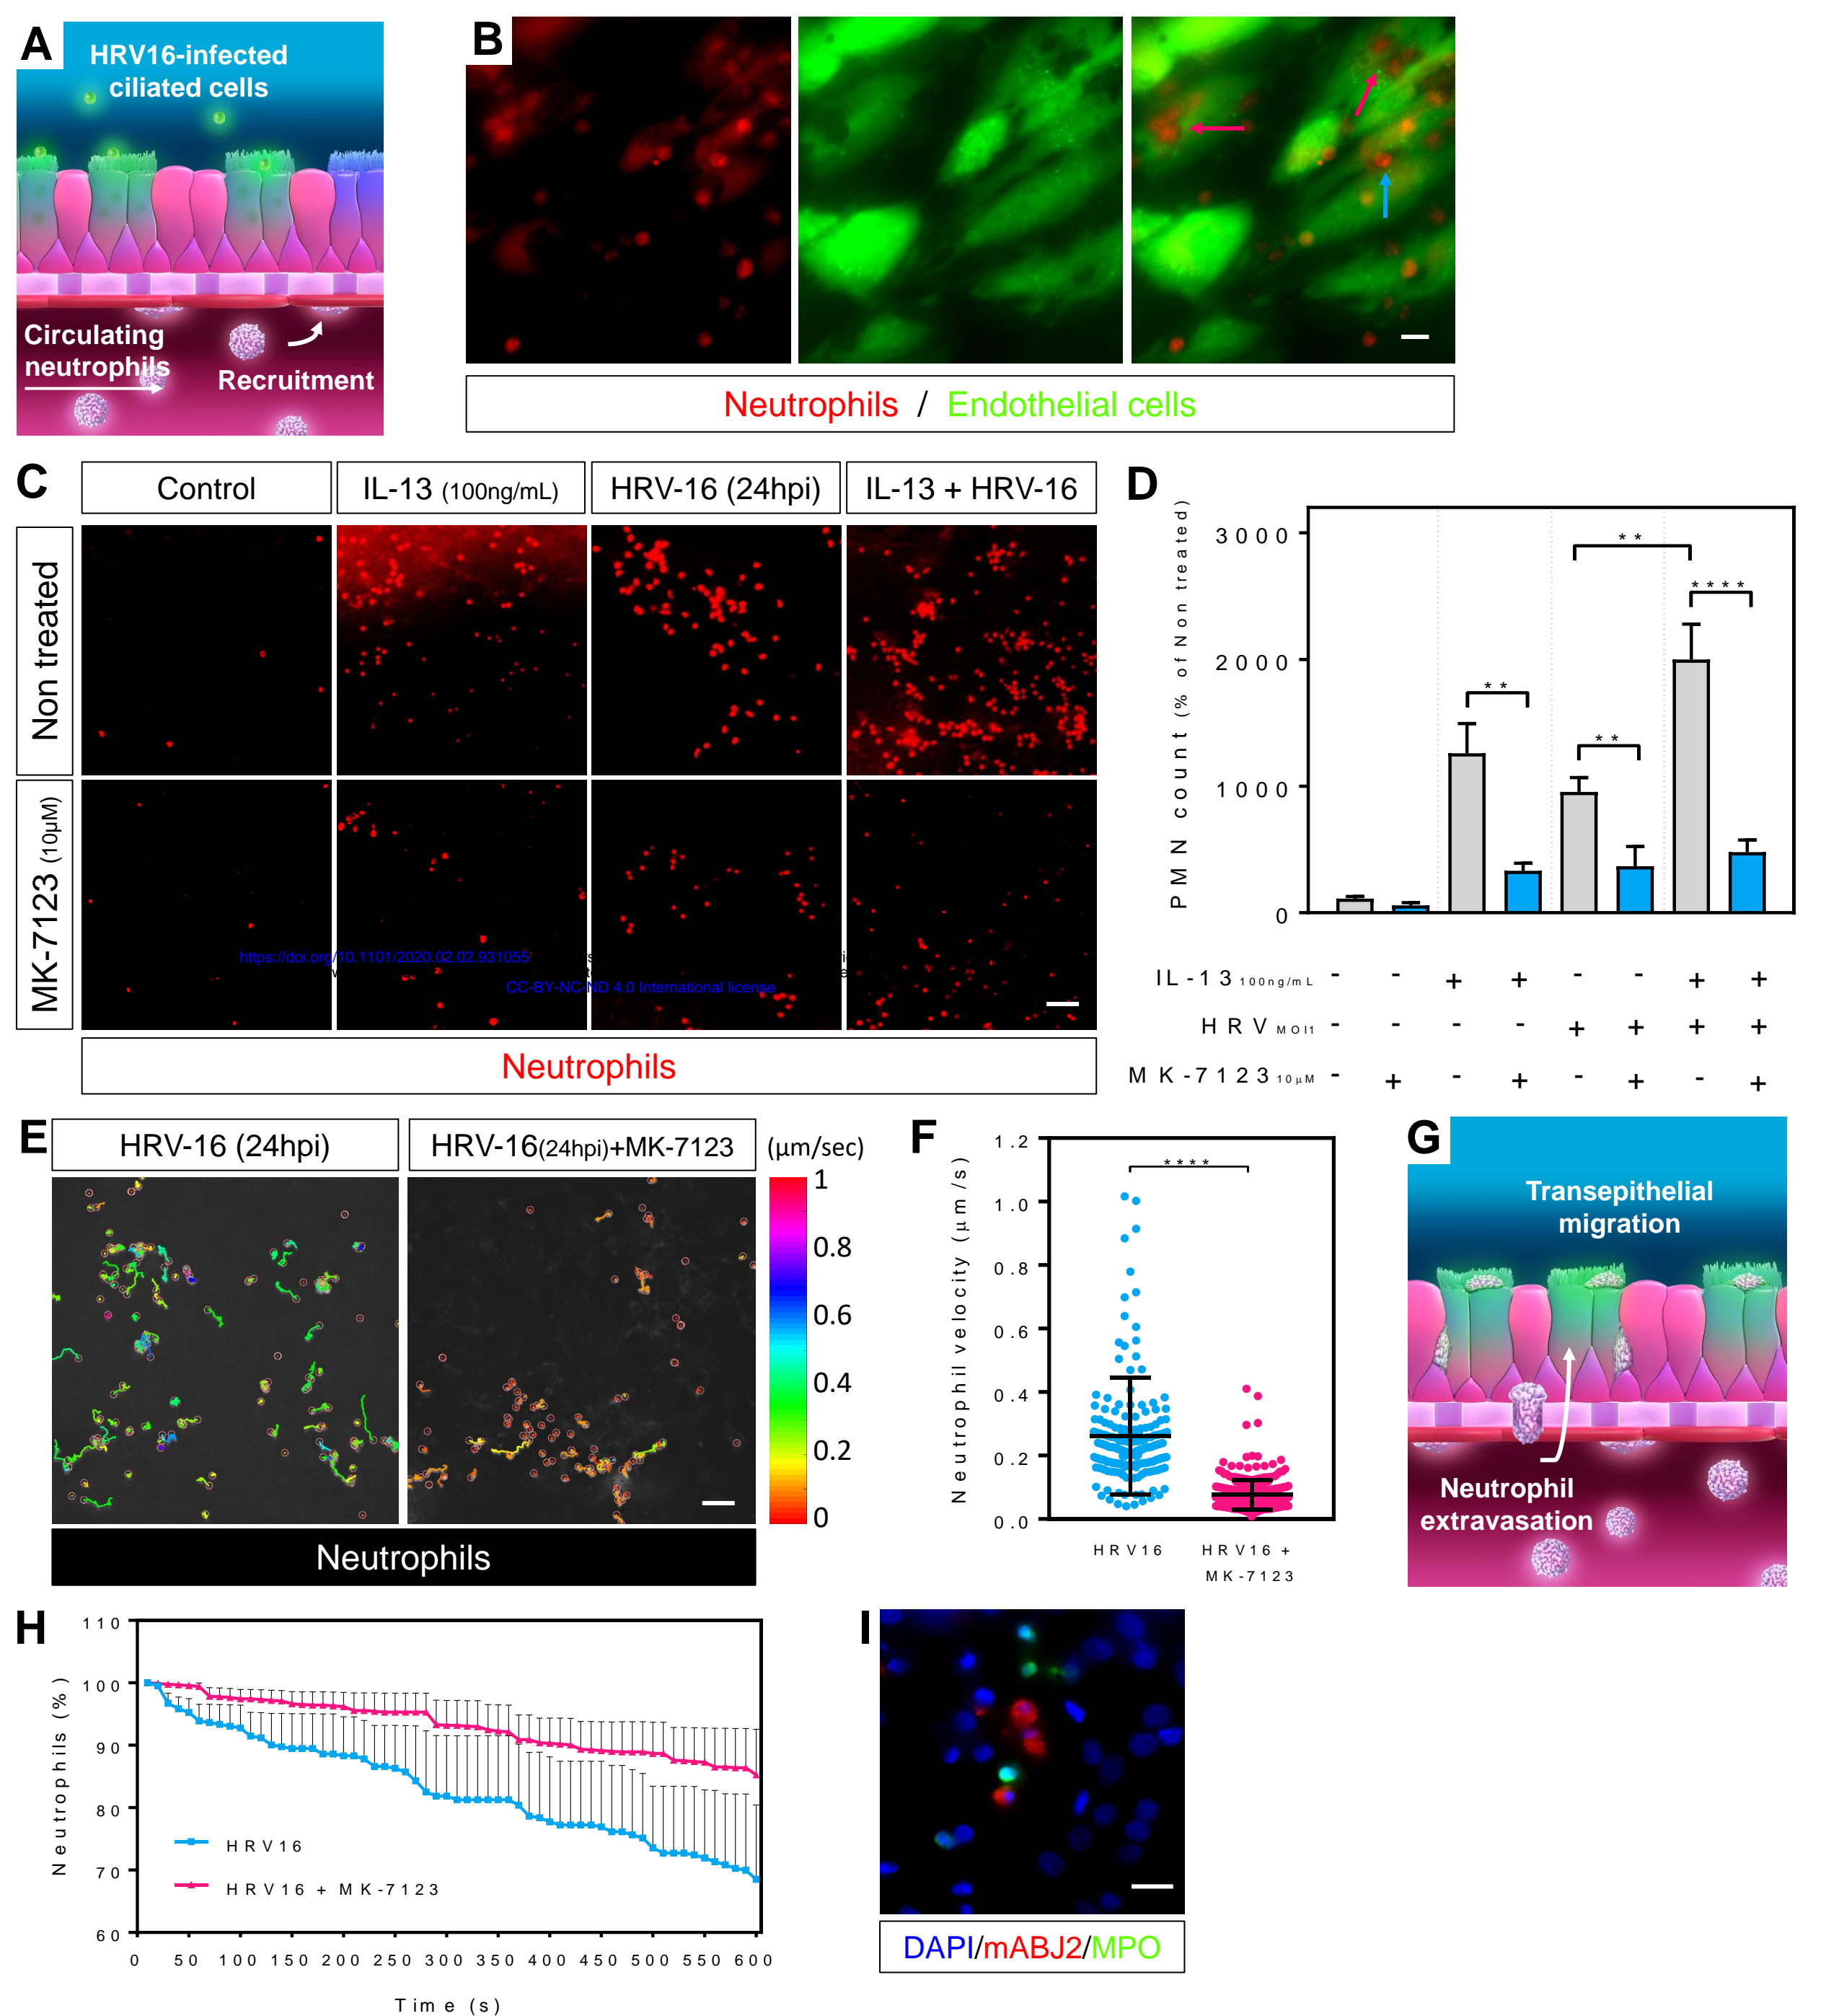 A
HRV16-infected
ciliated cells
Circulating
neutrophils
Recruitment
B
Neutrophils / Endothelial cells
C
Control
IL-13 (100ng/mL)
HRV-16 (24hpi)
IL-13 + HRV-16
Non treated
MK-7123 (10µM)
https://doi.org/10.1101/2020.02.02.931055
CC-BY-NC-ND 4.0 International license
Neutrophils
D
PMN count (% of Non treated)
3000
2000
1000
0
**
**
**
****
IL-13 100ng/mL - - + + - - + +
HRV MOI1 - - - - + + + +
MK-7123 10µM - + - + - + - +
E
HRV-16 (24hpi)
HRV-16(24hpi)+MK-7123
(µm/sec)
1
0.8
0.6
0.4
0.2
0
Neutrophils
F
Neutrophil velocity (µm/s)
1.2
1.0
0.8
0.6
0.4
0.2
0.0
****
HRV16
HRV16 +
MK-7123
G
Transepithelial
migration
Neutrophil
extravasation
H
Neutrophils (%)
110
100
90
80
70
60
HRV16
HRV16 + MK-7123
0 50 100 150 200 250 300 350 400 450 500 550 600
Time (s)
I
DAPI/mABJ2/MPO